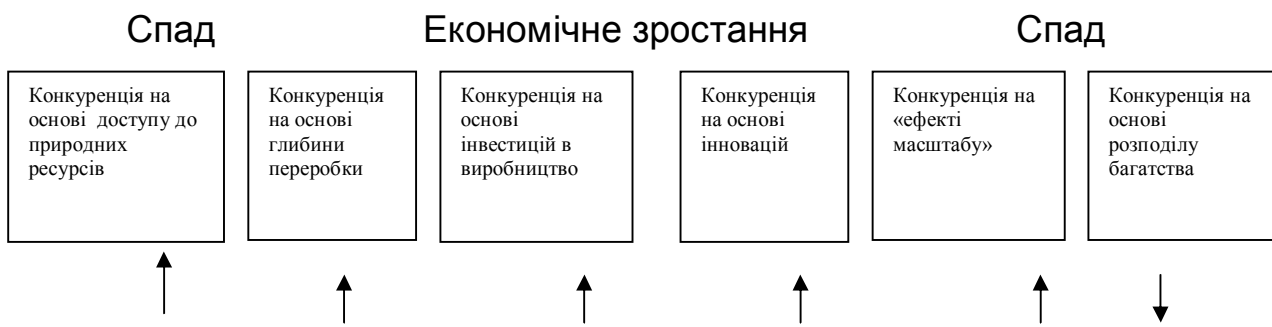 Спад Економічне зростання Спад
Конкуренція на
основі доступу до
природних
ресурсів
Конкуренція
на основі
глибини
переробки
Конкуренція на
основі
інвестицій в
виробництво
Конкуренція
на основі
інновацій
Конкуренція на
«ефекті
масштабу»
Конкуренція на
основі
розподілу
багатства